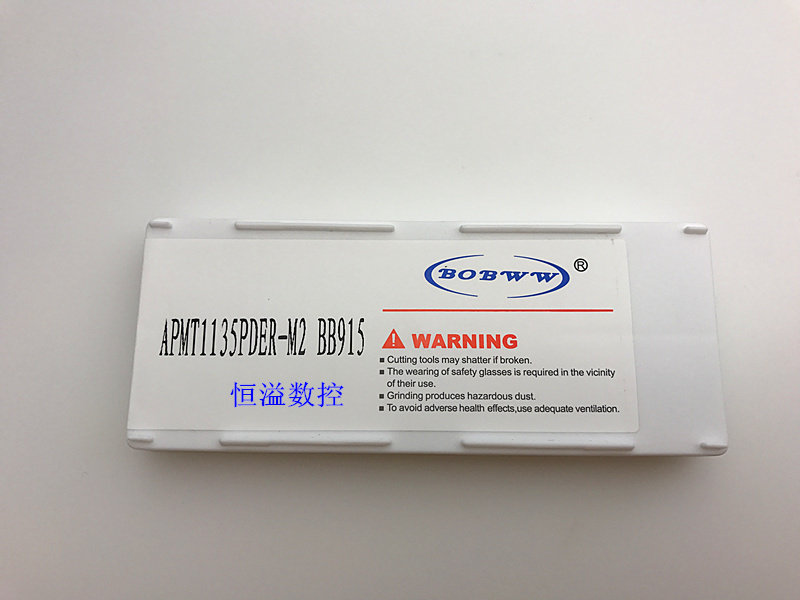 BOBWW®
APMT1135PDER-M2 BB915
恒溢数控
WARNING
■ Cutting tools may shatter if broken.
■ The wearing of safety glasses is required in the vicinity
of their use.
■ Grinding produces hazardous dust.
■ To avoid adverse health effects,use adequate ventilation.